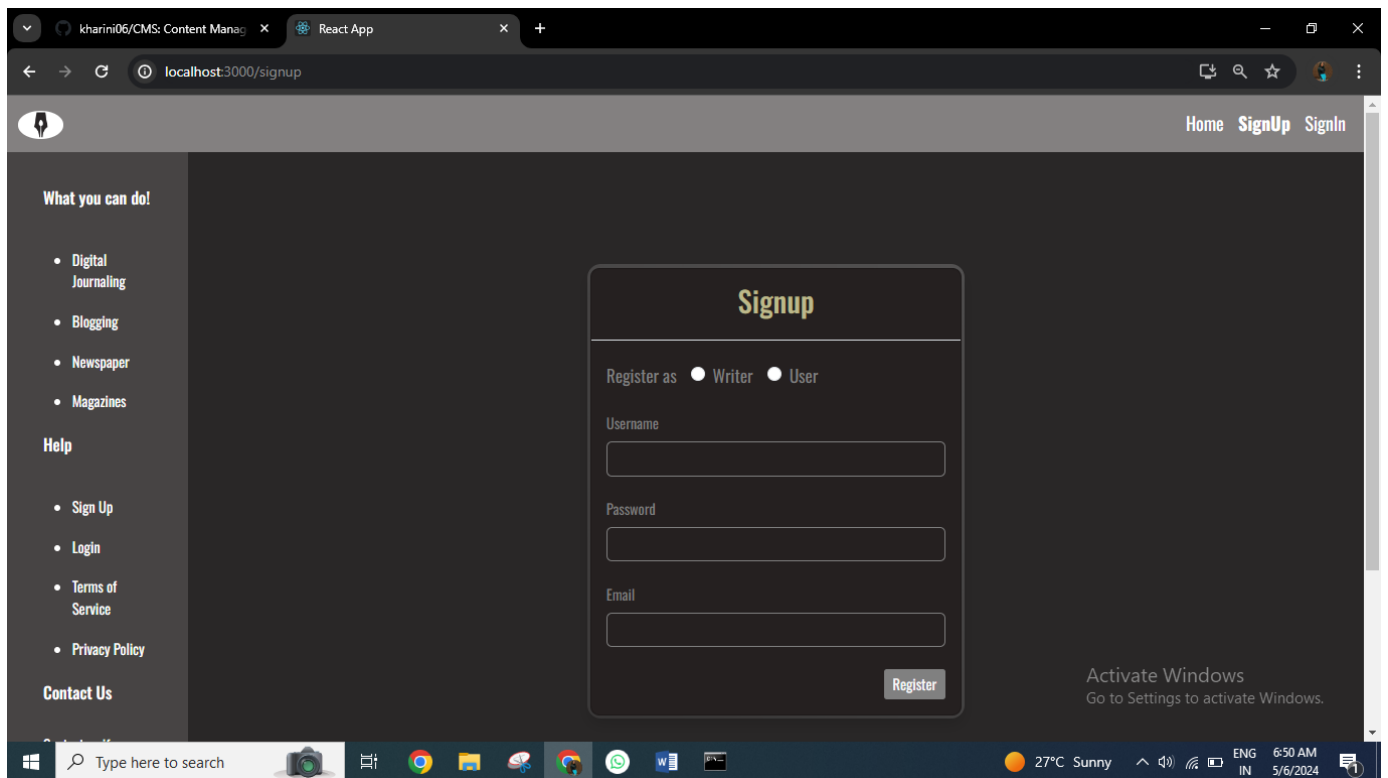 kharini06/CMS: Content Manag
React App
localhost:3000/signup
Home SignUp SignIn
What you can do!
Digital
Journaling
Blogging
Newspaper
Magazines
Help
Sign Up
Login
Terms of
Service
Privacy Policy
Contact Us
Signup
Register as Writer User
Username
Password
Email
Register
Activate Windows
Go to Settings to activate Windows.
Type here to search
27°C Sunny
ENG
IN
6:50 AM
5/6/2024
1